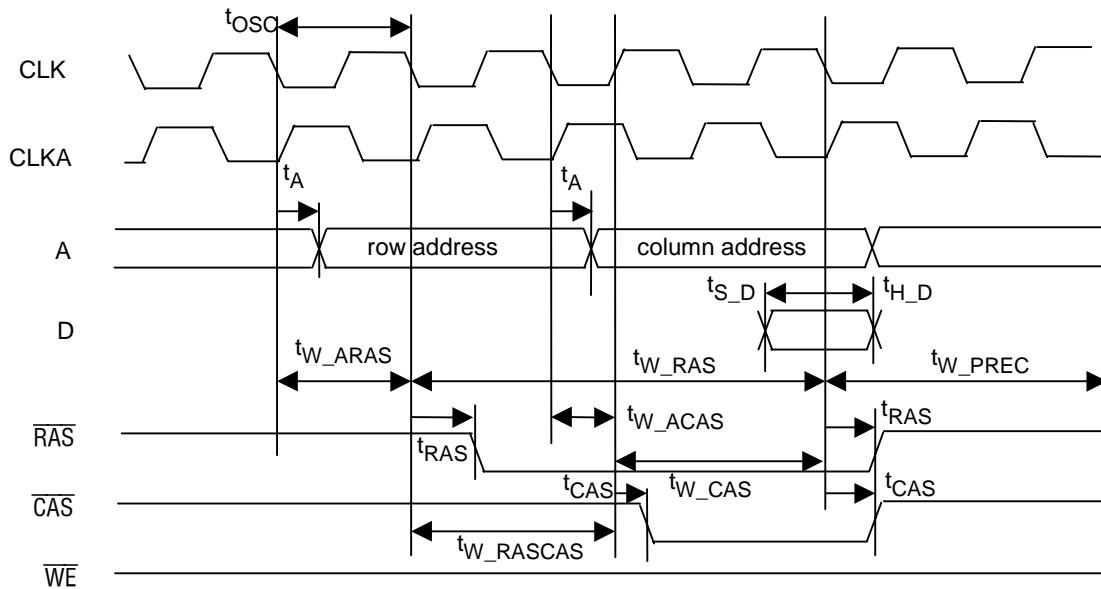 tOSC
CLK
CLKA
tA tA
A row address column address
tS_D tH_D
D
tW_ARAS tW_RAS tW_PREC
RAS tRAS tW_ACAS tRAS
CAS tCAS tW_CAS tCAS
tW_RASCAS
WE